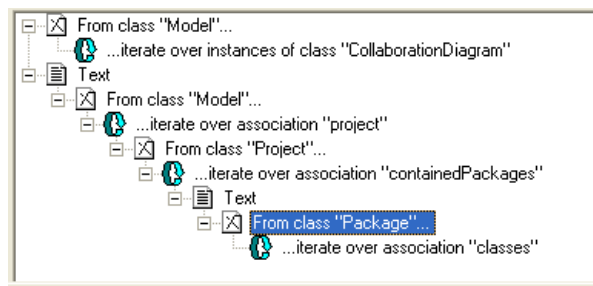 From class "Model"...
...iterate over instances of class "CollaborationDiagram"
Text
From class "Model"...
...iterate over association "project"
From class "Project"...
...iterate over association "containedPackages"
Text
From class "Package"...
...iterate over association "classes"